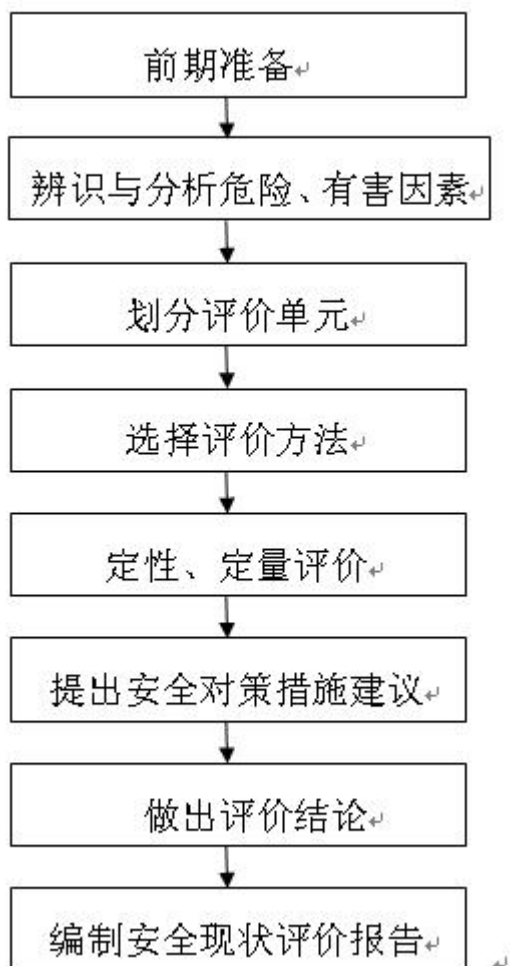 前期准备
辨识与分析危险、有害因素
划分评价单元
选择评价方法
定性、定量评价
提出安全对策措施建议
做出评价结论
编制安全现状评价报告